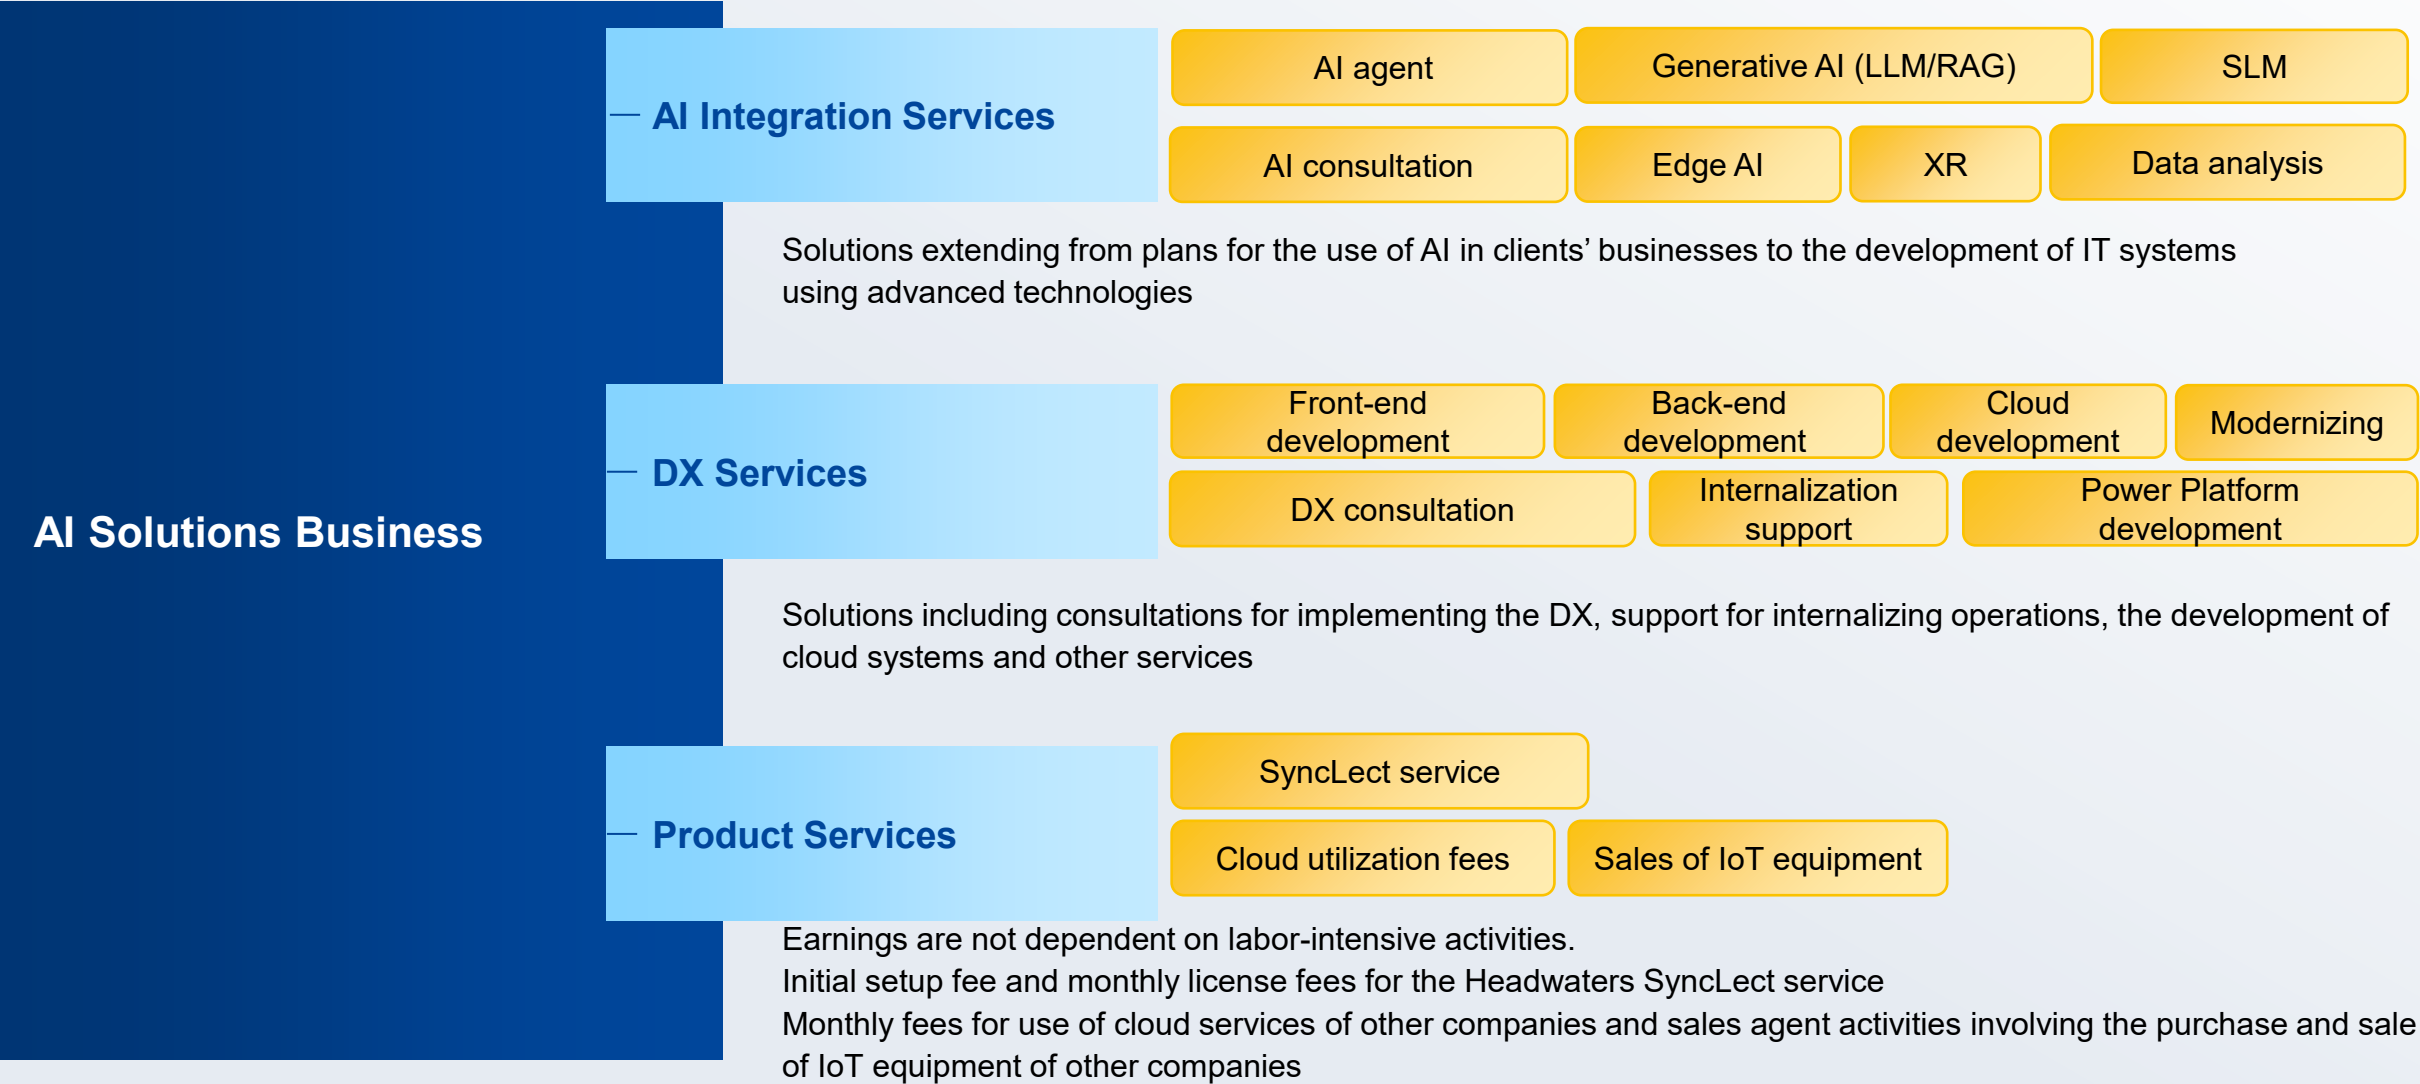 AI Solutions Business
AI Integration Services
AI agent
Generative AI (LLM/RAG)
SLM
AI consultation
Edge AI
XR
Data analysis
Solutions extending from plans for the use of AI in clients’ businesses to the development of IT systems
using advanced technologies
DX Services
Front-end
development
Back-end
development
Cloud
development
Modernizing
DX consultation
Internalization
support
Power Platform
development
Solutions including consultations for implementing the DX, support for internalizing operations, the development of
cloud systems and other services
Product Services
SyncLect service
Cloud utilization fees
Sales of IoT equipment
Earnings are not dependent on labor-intensive activities.
Initial setup fee and monthly license fees for the Headwaters SyncLect service
Monthly fees for use of cloud services of other companies and sales agent activities involving the purchase and sale
of IoT equipment of other companies